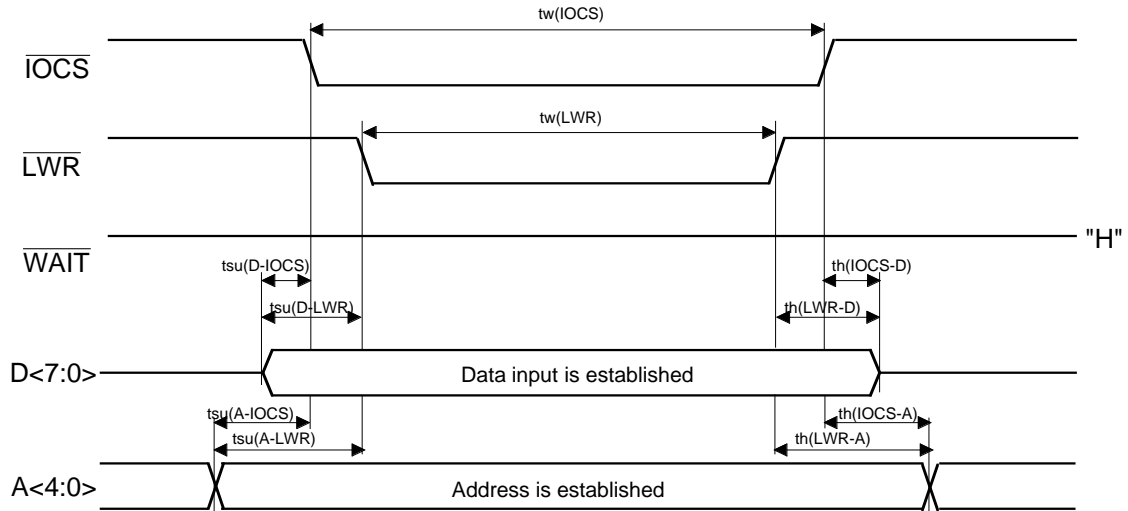 tw(IOCS)
IOCS
tw(LWR)
LWR
"H"
WAIT
tsu(D-IOCS)
th(IOCS-D)
tsu(D-LWR)
th(LWR-D)
D<7:0>
Data input is established
tsu(A-IOCS)
th(IOCS-A)
tsu(A-LWR)
th(LWR-A)
A<4:0>
Address is established